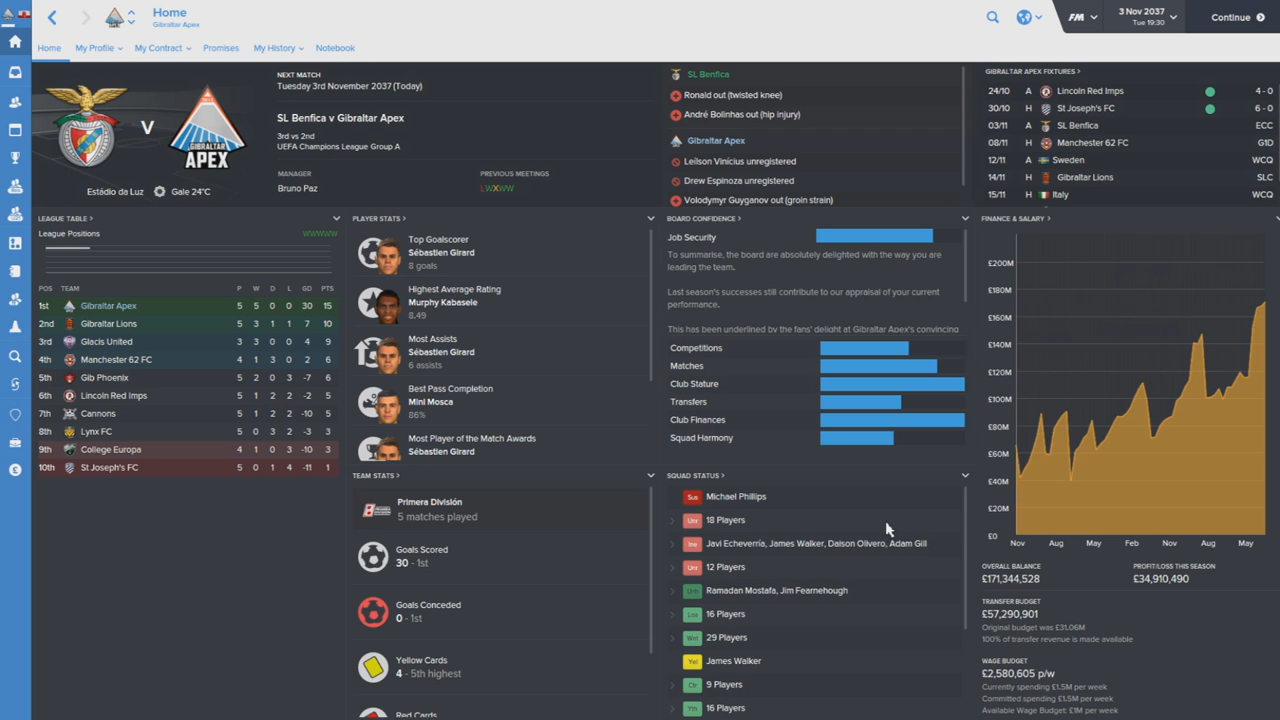 Home
Gibraltar Apex
FM
3 Nov 2037
Tue 19:30
Continue
Home
My Profile
My Contract
Promises
My History
Notebook
GIBRALTAR APEX
V
Estádio da Luz
Gale 24°C
NEXT MATCH
Tuesday 3rd November 2037 (Today)
SL Benfica v Gibraltar Apex
3rd vs 2nd
UEFA Champions League Group A
MANAGER
Bruno Paz
PREVIOUS MEETINGS
LWXWW
SL Benfica
Ronald out (twisted knee)
André Bolinhas out (hip injury)
Gibraltar Apex
Leílson Vinícius unregistered
Drew Espinoza unregistered
Volodymyr Guyganov out (groin strain)
GIBRALTAR APEX FIXTURES >
24/10 A Lincoln Red Imps 4 - 0
30/10 H St Joseph's FC 6 - 0
03/11 A SL Benfica ECC
08/11 H Manchester 62 FC G1D
12/11 A Sweden WCQ
14/11 H Gibraltar Lions SLC
15/11 H Italy WCQ
LEAGUE TABLE >
League Positions WWWWW
POS TEAM P W D L GD PTS
1st Gibraltar Apex 5 5 0 0 30 15
2nd Gibraltar Lions 5 3 1 1 7 10
3rd Glacis United 3 3 0 0 4 9
4th Manchester 62 FC 4 1 3 0 2 6
5th Gib Phoenix 5 2 0 3 -7 6
6th Lincoln Red Imps 5 1 2 2 -2 5
7th Cannons 5 1 2 2 -10 5
8th Lynx FC 5 0 3 2 -3 3
9th College Europa 4 1 0 3 -10 3
10th St Joseph's FC 5 0 1 4 -11 1
PLAYER STATS >
Top Goalscorer
Sébastien Girard
8 goals
Highest Average Rating
Murphy Kabasele
8.49
Most Assists
Sébastien Girard
6 assists
Best Pass Completion
Mini Mosca
86%
Most Player of the Match Awards
Sébastien Girard
TEAM STATS >
Primera División
5 matches played
Goals Scored
30 - 1st
Goals Conceded
0 - 1st
Yellow Cards
4 - 5th highest
Red Cards
BOARD CONFIDENCE >
Job Security
To summarise, the board are absolutely delighted with the way you are
leading the team.
Last season's successes still contribute to our appraisal of your current
performance.
This has been underlined by the fans' delight at Gibraltar Apex's convincing
Competitions
Matches
Club Stature
Transfers
Club Finances
Squad Harmony
SQUAD STATUS >
Sus Michael Phillips
Unr 18 Players
Ine Javi Echeverría, James Walker, Daison Olivero, Adam Gill
Unr 12 Players
Unh Ramadan Mostafa, Jim Fearnehough
Loa 16 Players
Wnt 29 Players
Yel James Walker
Ctr 9 Players
Yth 16 Players
FINANCE & SALARY >
£200M
£180M
£160M
£140M
£120M
£100M
£80M
£60M
£40M
£20M
£0
Nov Aug May Feb Nov Aug May
OVERALL BALANCE
£171,344,528
PROFIT/LOSS THIS SEASON
£34,910,490
TRANSFER BUDGET
£57,290,901
Original budget was £31.06M
100% of transfer revenue is made available
WAGE BUDGET
£2,580,605 p/w
Currently spending £1.5M per week
Committed spending £1.5M per week
Available Wage Budget: £1M per week